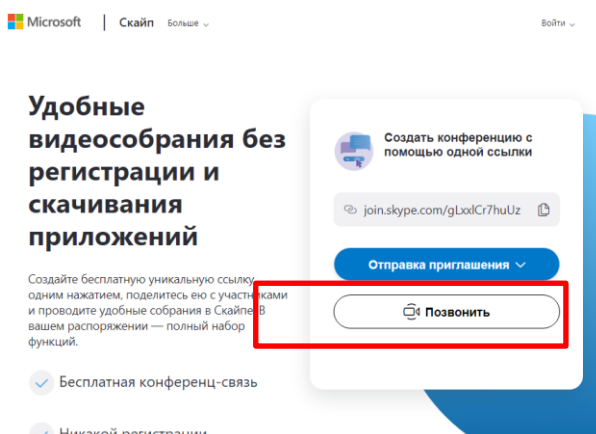 Microsoft
Скайп
Больше
Войти
Удобные
видеособрания без
регистрации и
скачивания
приложений
Создайте бесплатную уникальную ссылку
одним нажатием, поделитесь ею с участниками
и проводите удобные собрания в Скайпе. В
вашем распоряжении — полный набор
функций.
Бесплатная конференц-связь
Никакой регистрации
Создать конференцию с
помощью одной ссылки
join.skype.com/gLxxlCr7huUz
Отправка приглашения
Позвонить